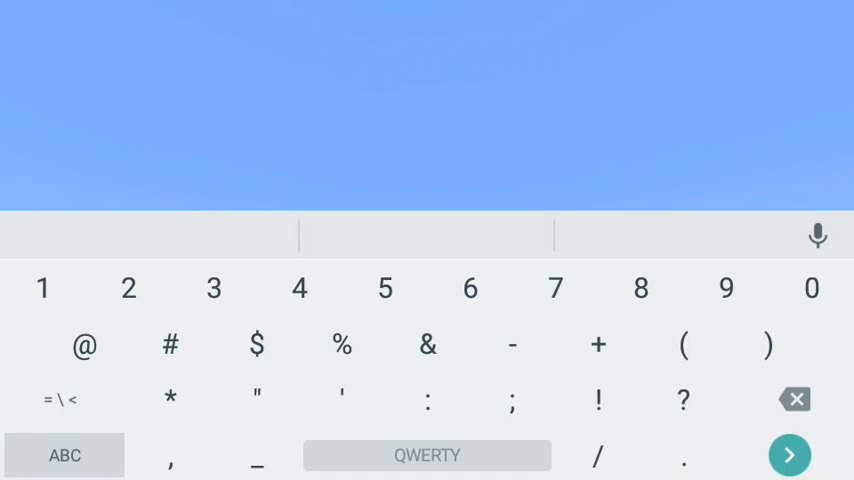 1 2 3 4 5 6 7 8 9 0
@ # $ % & - + ( )
= \ < * " ' : ; ! ?
ABC , _ QWERTY / .